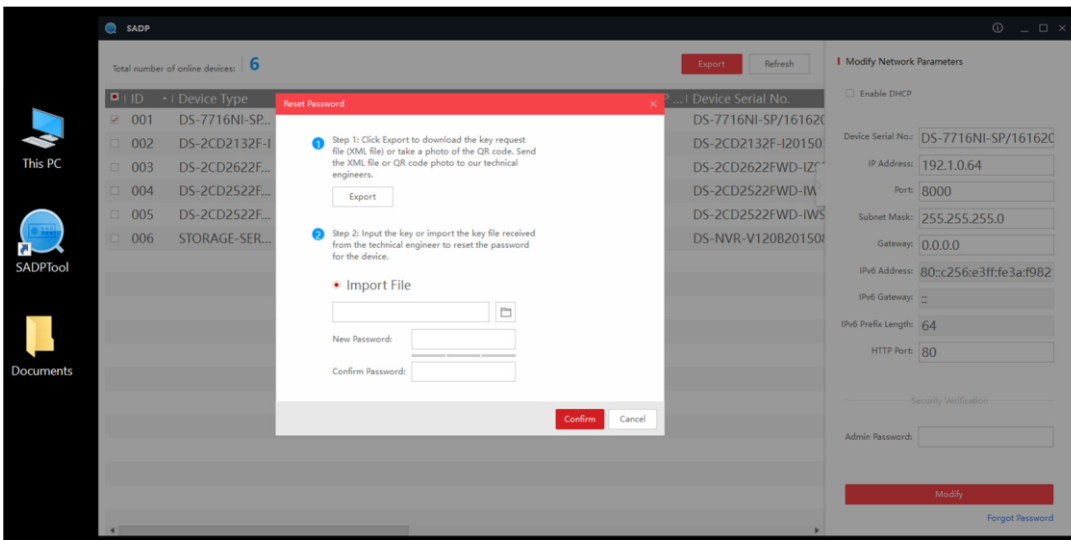 SADP
Total number of online devices: 6
Export
Refresh
ID
Device Type
Device Serial No.
001 DS-7716NI-SP... DS-7716NI-SP/161620
002 DS-2CD2132F-I DS-2CD2132F-I20150
003 DS-2CD2622F... DS-2CD2622FWD-IZS
004 DS-2CD2522F... DS-2CD2522FWD-IW
005 DS-2CD2522F... DS-2CD2522FWD-IWS
006 STORAGE-SER... DS-NVR-V120B20150
This PC
SADPTool
Documents
Reset Password
1
Step 1: Click Export to download the key request
file (XML file) or take a photo of the QR code. Send
the XML file or QR code photo to our technical
engineers.
Export
2
Step 2: Input the key or import the key file received
from the technical engineer to reset the password
for the device.
Import File
New Password:
Confirm Password:
Confirm
Cancel
Modify Network Parameters
Enable DHCP
Device Serial No.: DS-7716NI-SP/161620
IP Address: 192.1.0.64
Port: 8000
Subnet Mask: 255.255.255.0
Gateway: 0.0.0.0
IPv6 Address: 80::c256:e3ff:fe3a:f982
IPv6 Gateway: ::
IPv6 Prefix Length: 64
HTTP Port: 80
Security Verification
Admin Password:
Modify
Forgot Password